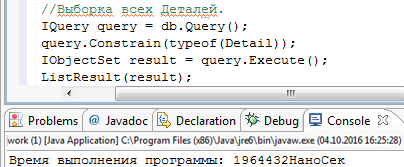 //Выборка всех Деталей.
IQuery query = db.Query();
query.Constrain(typeof(Detail));
IObjectSet result = query.Execute();
ListResult(result);
Problems @ Javadoc Declaration Debug Console
work (1) [Java Application] C:\Program Files (x86)\Java\jre6\bin\javaw.exe (04.10.2016 16:25:28)
Время выполнения программы: 1964432НаноСек